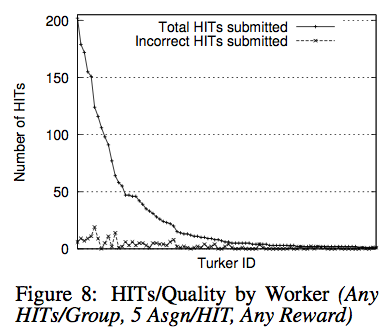 200
150
100
50
0
Number of HITs
Total HITs submitted
Incorrect HITs submitted
Turker ID
Figure 8: HITs/Quality by Worker (Any
HITs/Group, 5 Asgn/HIT, Any Reward)